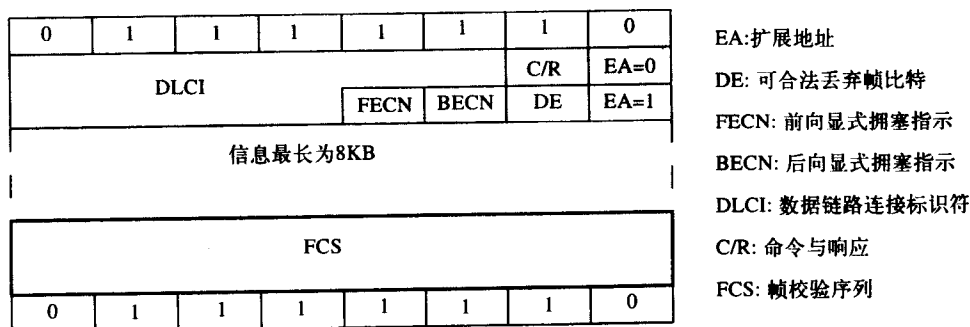 0 1 1 1 1 1 1 0
DLCI C/R EA=0
FECN BECN DE EA=1
信息最长为8KB
FCS
0 1 1 1 1 1 1 0
EA:扩展地址
DE: 可合法丢弃帧比特
FECN: 前向显式拥塞指示
BECN: 后向显式拥塞指示
DLCI: 数据链路连接标识符
C/R: 命令与响应
FCS: 帧校验序列